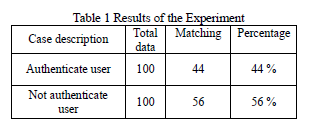 Table 1 Results of the Experiment
Case description Total data Matching Percentage
Authenticate user 100 44 44 %
Not authenticate user 100 56 56 %